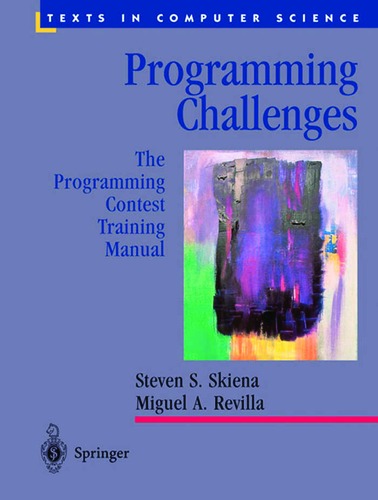 TEXTS IN COMPUTER SCIENCE
Programming
Challenges
The
Programming
Contest
Training
Manual
Steven S. Skiena
Miguel A. Revilla
Springer